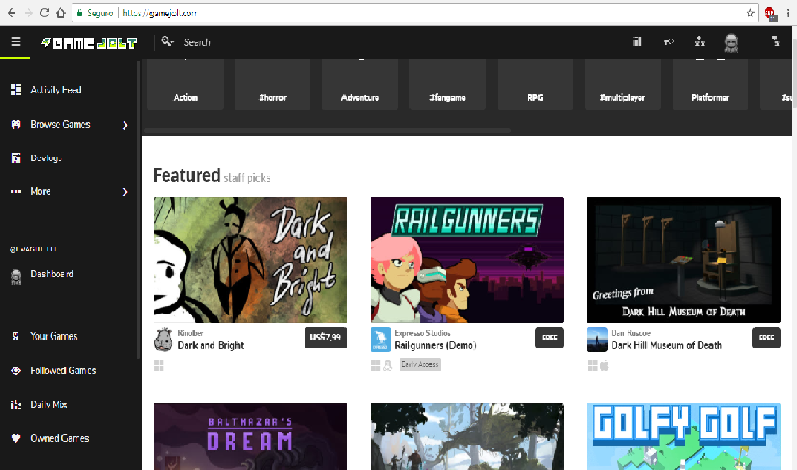 Seguro | https://gamejolt.com
GAME JOLT
Search
Activity Feed
Browse Games
Devlogs
More
Dashboard
Your Games
Followed Games
Daily Mix
Owned Games
Action
#horror
Adventure
#fangame
RPG
#multiplayer
Platformer
Featured staff picks
Dark and Bright
Kinober
Dark and Bright
US$7,99
RAILGUNNERS
Expresso Studios
Railgunners (Demo)
FREE
Early Access
Greetings from
DARK HILL MUSEUM OF DEATH
Dan Ruscoe
Dark Hill Museum of Death
FREE
BALTHAZAR'S
DREAM
GOLFY GOLF